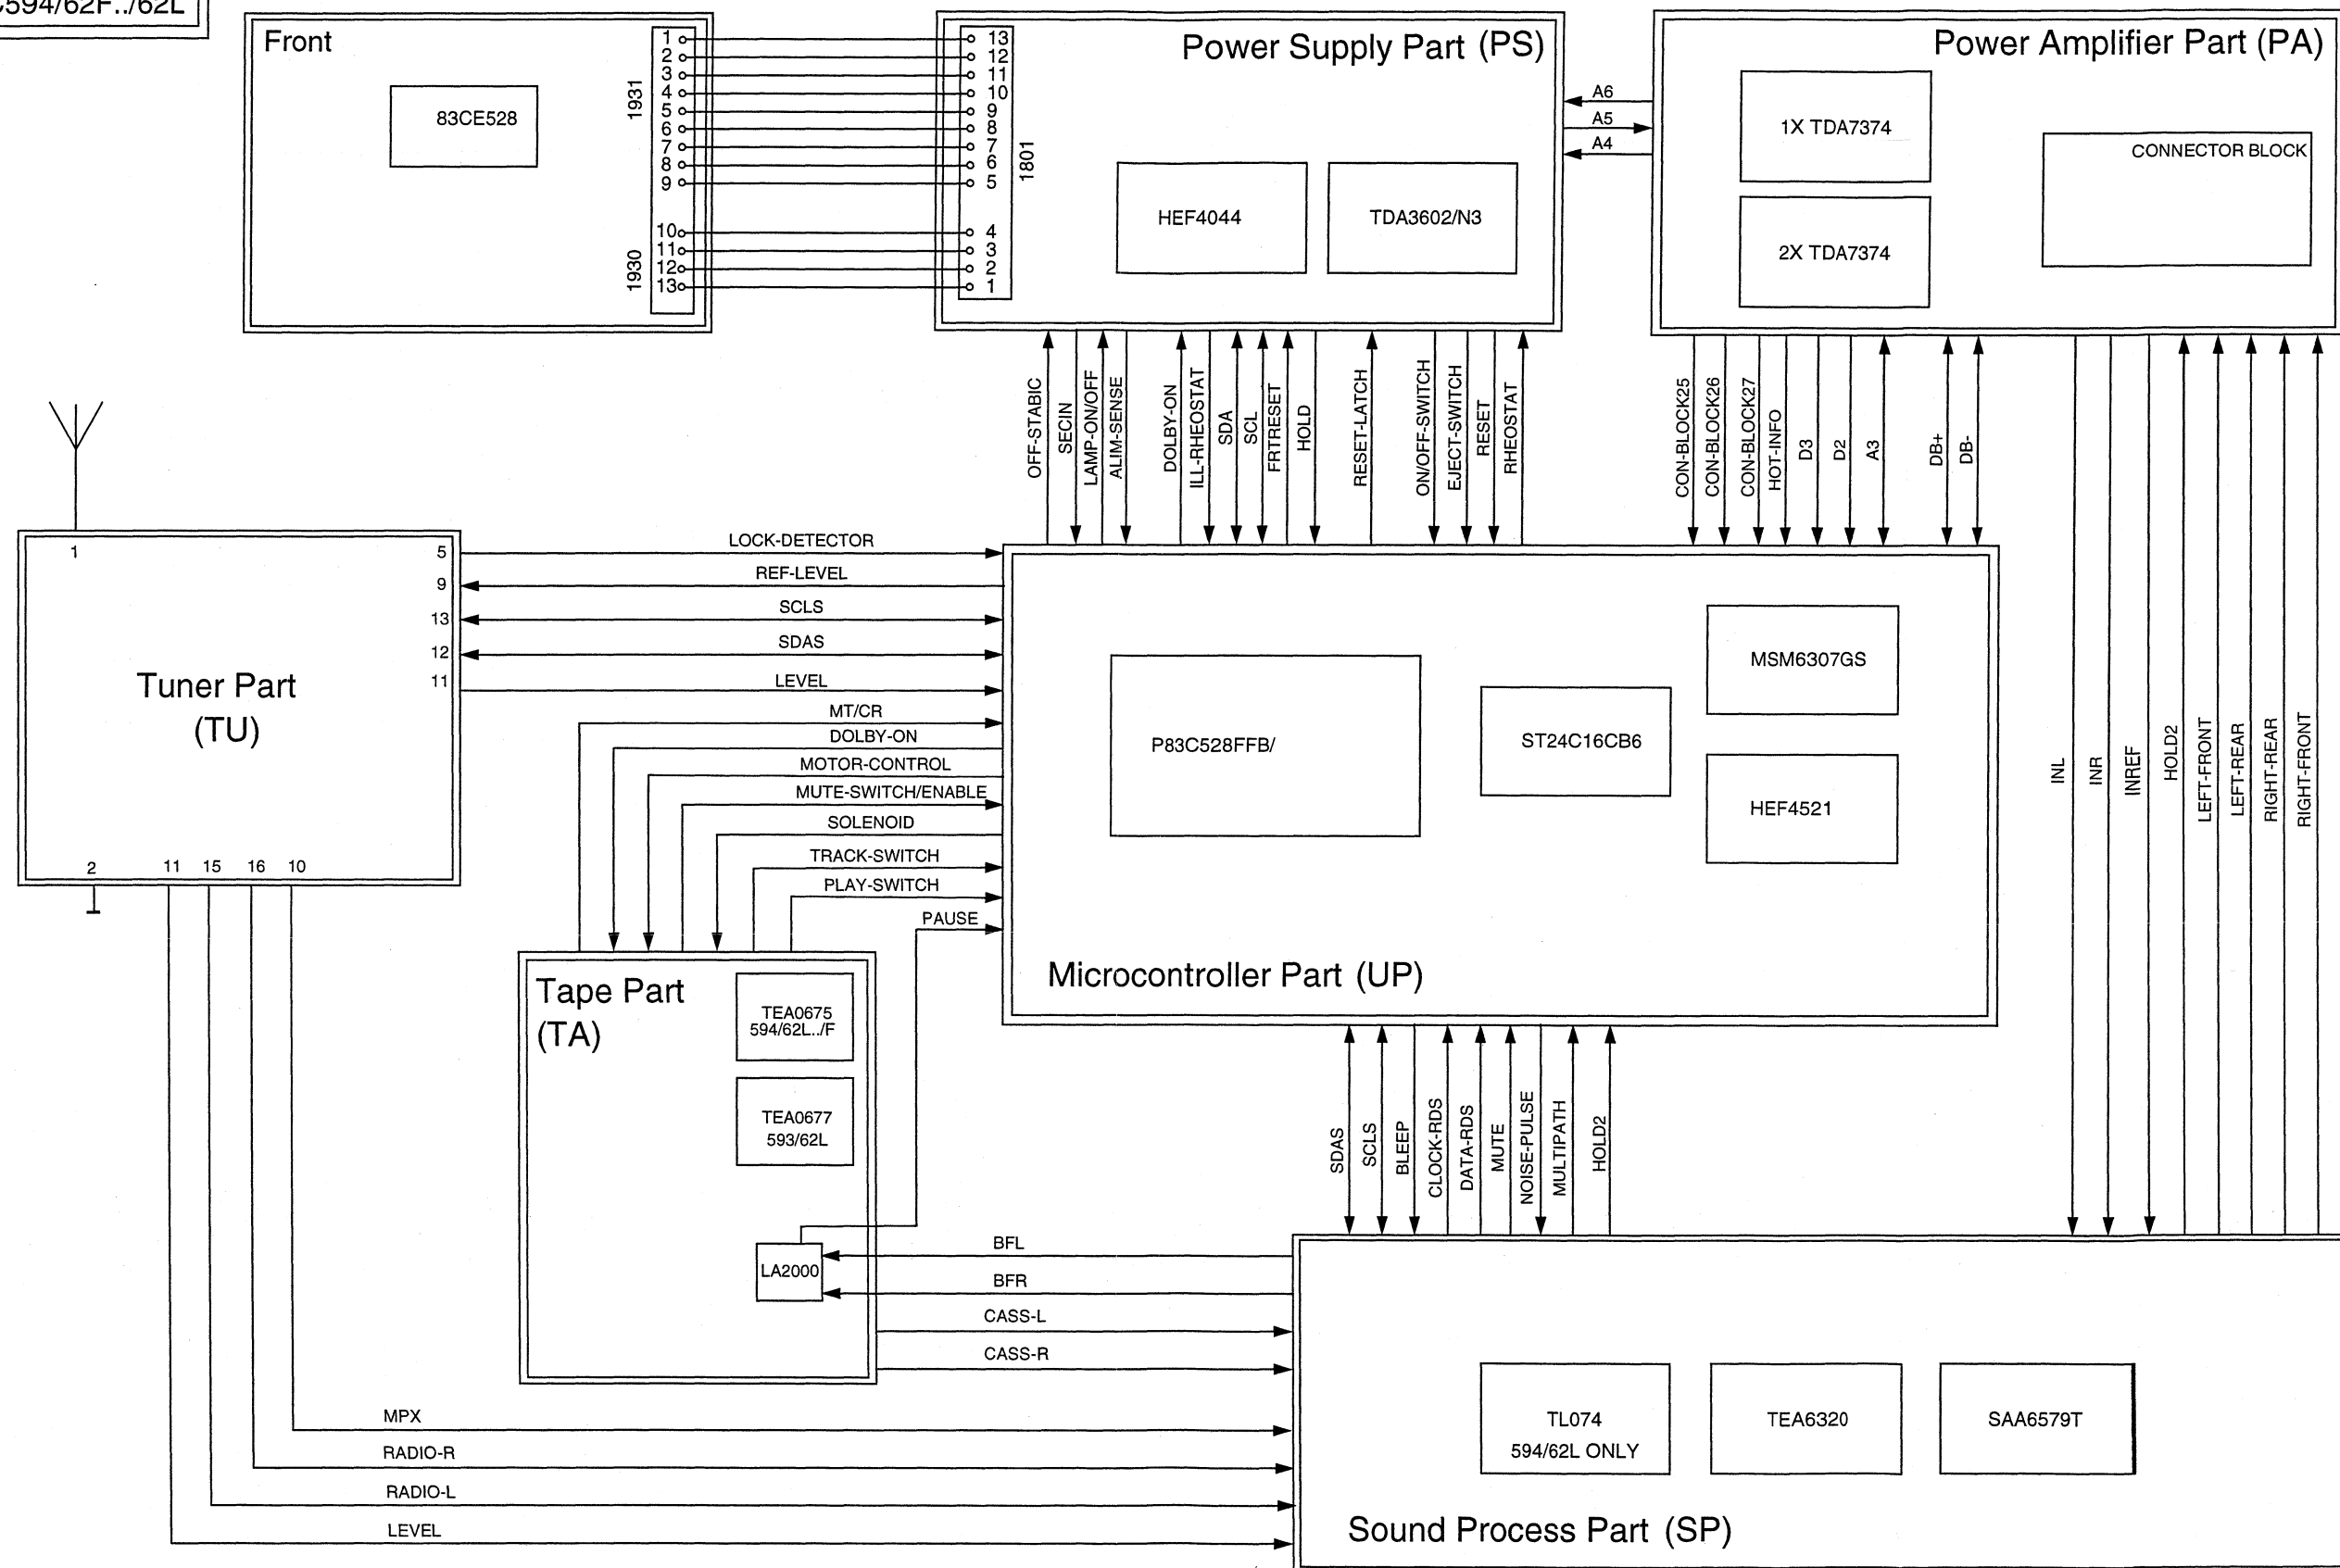 C594/62F../62L
Front
83CE528
1931
1930
1
2
3
4
5
6
7
8
9
10
11
12
13
Power Supply Part (PS)
13
12
11
10
9
8
7
6
5
4
3
2
1
1801
HEF4044
TDA3602/N3
A6
A5
A4
Power Amplifier Part (PA)
1X TDA7374
2X TDA7374
CONNECTOR BLOCK
OFF-STABIC
SECIN
LAMP-ON/OFF
ALIM-SENSE
DOLBY-ON
ILL-RHEOSTAT
SDA
SCL
FRTRESET
HOLD
RESET-LATCH
ON/OFF-SWITCH
EJECT-SWITCH
RESET
RHEOSTAT
CON-BLOCK25
CON-BLOCK26
CON-BLOCK27
HOT-INFO
D3
D2
A3
DB+
DB-
INL
INR
INREF
HOLD2
LEFT-FRONT
LEFT-REAR
RIGHT-REAR
RIGHT-FRONT
1
5
9
13
12
11
Tuner Part
(TU)
2
11
15
16
10
LOCK-DETECTOR
REF-LEVEL
SCLS
SDAS
LEVEL
MT/CR
DOLBY-ON
MOTOR-CONTROL
MUTE-SWITCH/ENABLE
SOLENOID
TRACK-SWITCH
PLAY-SWITCH
PAUSE
P83C528FFB/
ST24C16CB6
MSM6307GS
HEF4521
Microcontroller Part (UP)
Tape Part
(TA)
TEA0675
594/62L../F
TEA0677
593/62L
LA2000
SDAS
SCLS
BLEEP
CLOCK-RDS
DATA-RDS
MUTE
NOISE-PULSE
MULTIPATH
HOLD2
BFL
BFR
CASS-L
CASS-R
MPX
RADIO-R
RADIO-L
LEVEL
TL074
594/62L ONLY
TEA6320
SAA6579T
Sound Process Part (SP)